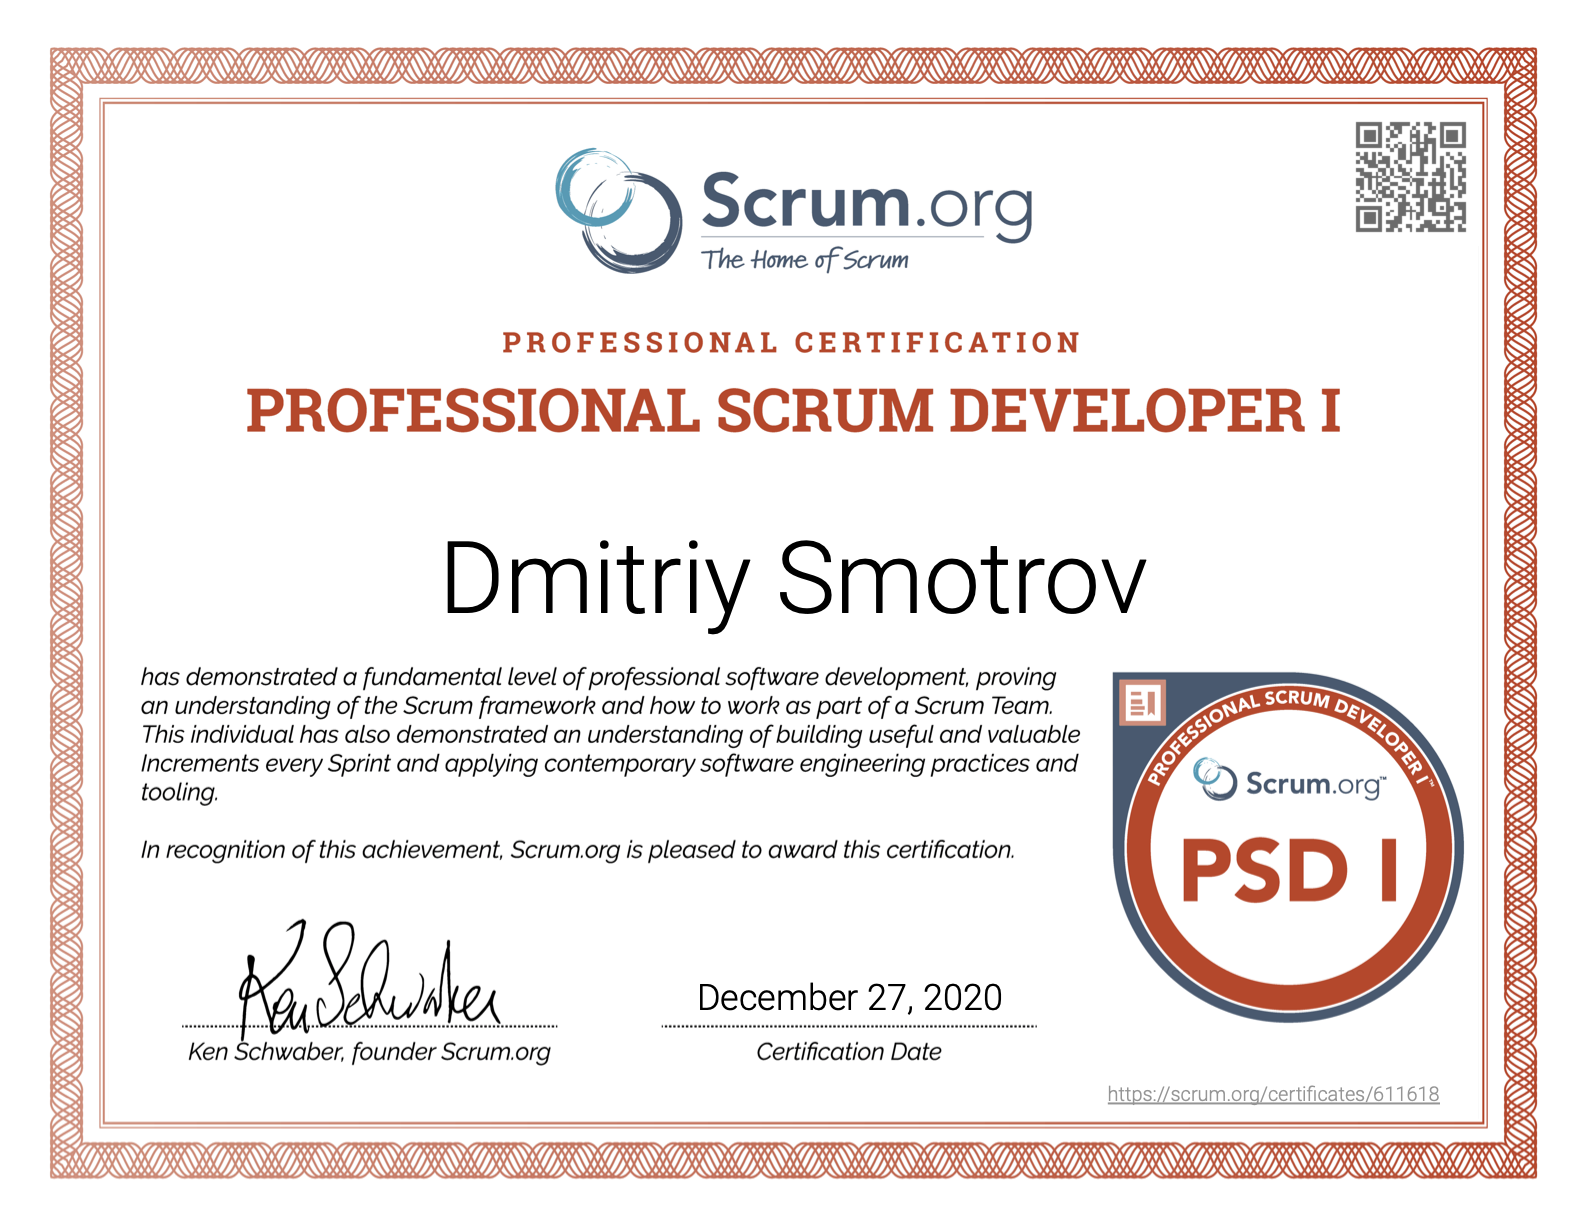 Scrum.org
The Home of Scrum
PROFESSIONAL CERTIFICATION
PROFESSIONAL SCRUM DEVELOPER I
Dmitriy Smotrov
has demonstrated a fundamental level of professional software development, proving
an understanding of the Scrum framework and how to work as part of a Scrum Team.
This individual has also demonstrated an understanding of building useful and valuable
Increments every Sprint and applying contemporary software engineering practices and
tooling.
In recognition of this achievement, Scrum.org is pleased to award this certification.
PROFESSIONAL SCRUM DEVELOPER I™
Scrum.org™
PSD I
Ken Schwaber
Ken Schwaber, founder Scrum.org
December 27, 2020
Certification Date
https://scrum.org/certificates/611618